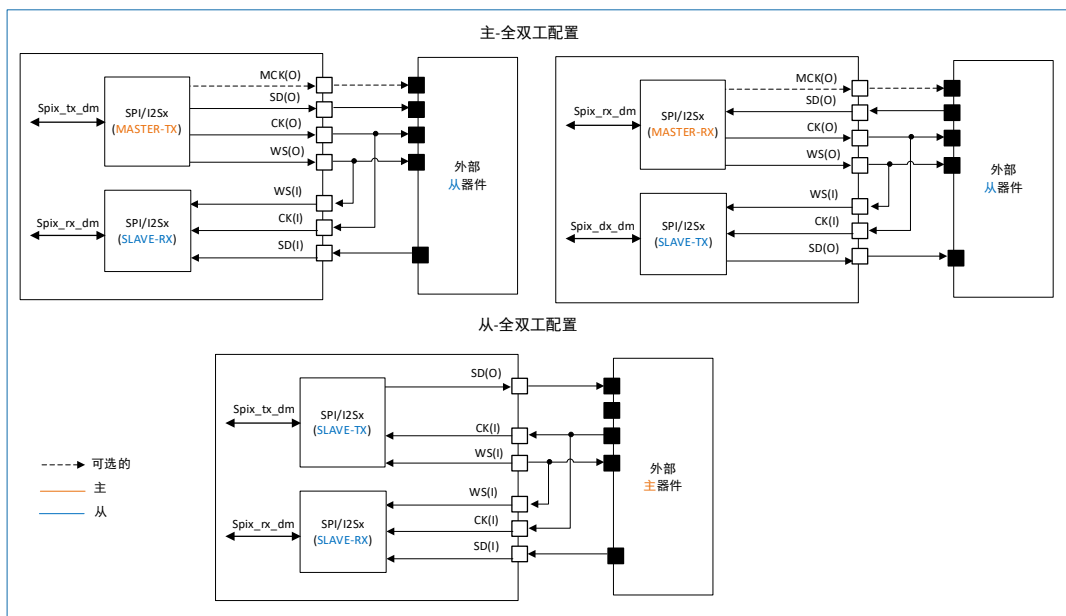 主-全双工配置
Spix_tx_dm
SPI/I2Sx
(MASTER-TX)
MCK(O)
SD(O)
CK(O)
WS(O)
WS(I)
CK(I)
SD(I)
Spix_rx_dm
SPI/I2Sx
(SLAVE-RX)
外部
从器件
Spix_rx_dm
SPI/I2Sx
(MASTER-RX)
MCK(O)
SD(O)
CK(O)
WS(O)
WS(I)
CK(I)
SD(O)
Spix_dx_dm
SPI/I2Sx
(SLAVE-TX)
外部
从器件
从-全双工配置
Spix_tx_dm
SPI/I2Sx
(SLAVE-TX)
SD(O)
CK(I)
WS(I)
WS(I)
CK(I)
SD(I)
Spix_rx_dm
SPI/I2Sx
(SLAVE-RX)
外部
主器件
可选的
主
从